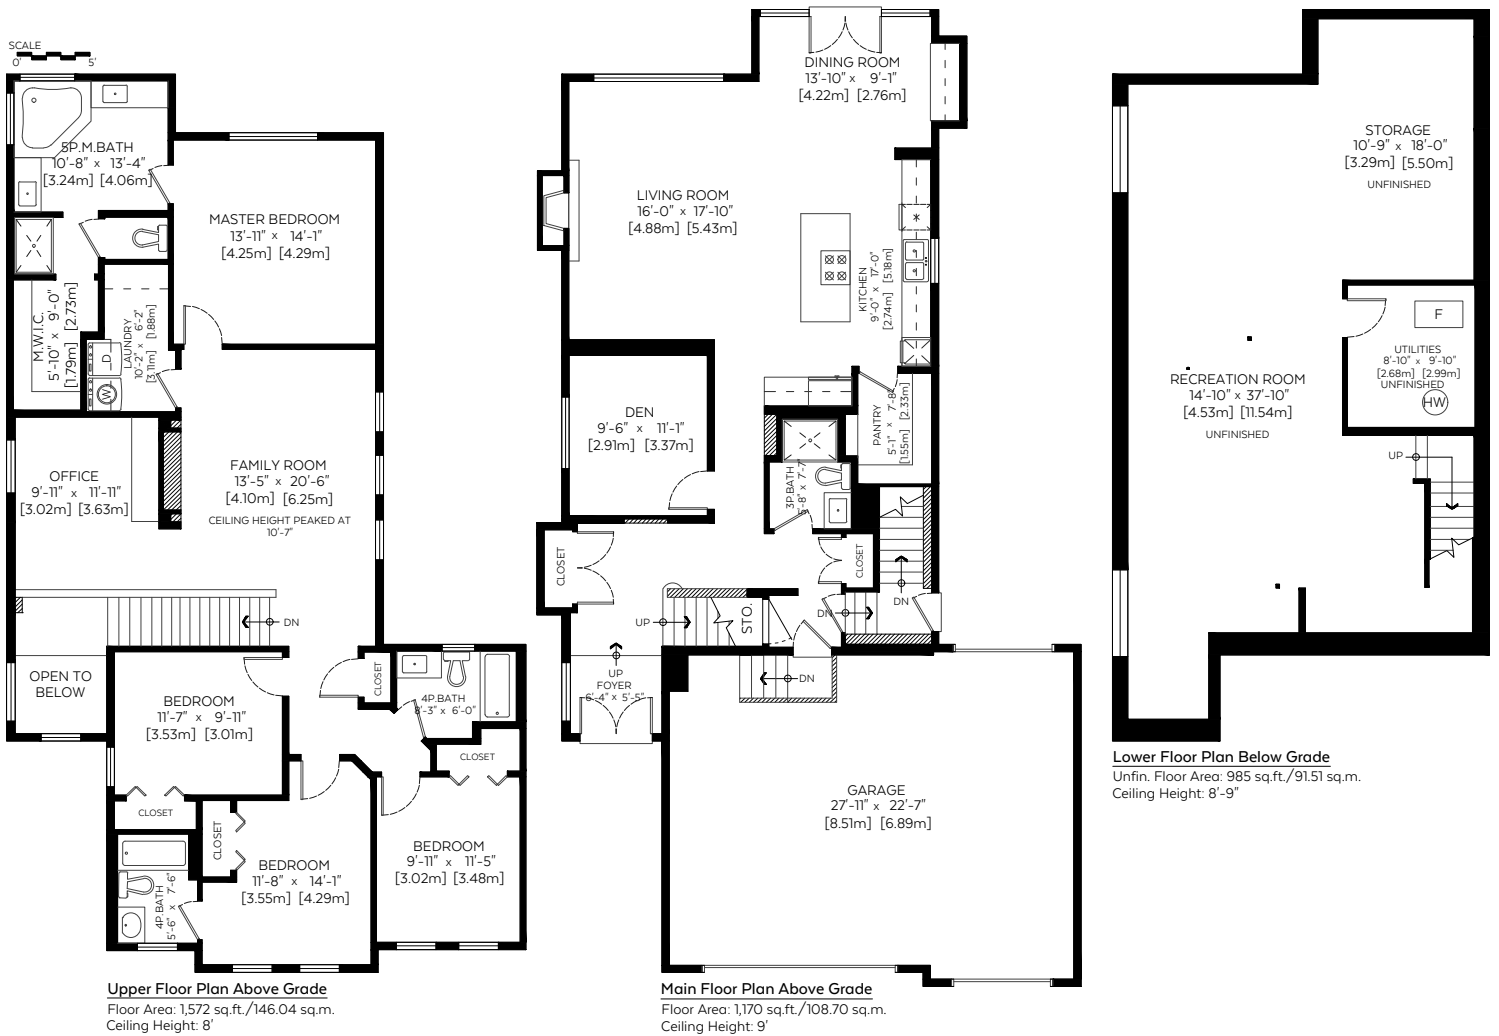 SCALE
0' 5'
5P.M.BATH
10'-8" x 13'-4"
[3.24m] [4.06m]
MASTER BEDROOM
13'-11" x 14'-1"
[4.25m] [4.29m]
M.W.I.C.
5'-10" x 9'-0"
[1.79m] [2.73m]
LAUNDRY
10'-2" x 6'-2"
[3.11m] [1.88m]
D
W
OFFICE
9'-11" x 11'-11"
[3.02m] [3.63m]
FAMILY ROOM
13'-5" x 20'-6"
[4.10m] [6.25m]
CEILING HEIGHT PEAKED AT
10'-7"
DN
OPEN TO
BELOW
BEDROOM
11'-7" x 9'-11"
[3.53m] [3.01m]
CLOSET
4P.BATH
8'-3" x 6'-0"
CLOSET
CLOSET
CLOSET
BEDROOM
11'-8" x 14'-1"
[3.55m] [4.29m]
BEDROOM
9'-11" x 11'-5"
[3.02m] [3.48m]
4P.BATH
5'-6" x 7'-6"
Upper Floor Plan Above Grade
Floor Area: 1,572 sq.ft./146.04 sq.m.
Ceiling Height: 8'
DINING ROOM
13'-10" x 9'-1"
[4.22m] [2.76m]
LIVING ROOM
16'-0" x 17'-10"
[4.88m] [5.43m]
KITCHEN
9'-0" x 17'-0"
[2.74m] [5.18m]
DEN
9'-6" x 11'-1"
[2.91m] [3.37m]
PANTRY
5'-1" x 7'-8"
[1.55m] [2.33m]
3P.BATH
CLOSET
CLOSET
UP
STO.
DN
DN
UP
FOYER
6'-4" x 5'-5"
DN
GARAGE
27'-11" x 22'-7"
[8.51m] [6.89m]
Main Floor Plan Above Grade
Floor Area: 1,170 sq.ft./108.70 sq.m.
Ceiling Height: 9'
STORAGE
10'-9" x 18'-0"
[3.29m] [5.50m]
UNFINISHED
F
UTILITIES
8'-10" x 9'-10"
[2.68m] [2.99m]
UNFINISHED
HW
RECREATION ROOM
14'-10" x 37'-10"
[4.53m] [11.54m]
UNFINISHED
UP
Lower Floor Plan Below Grade
Unfin. Floor Area: 985 sq.ft./91.51 sq.m.
Ceiling Height: 8'-9"